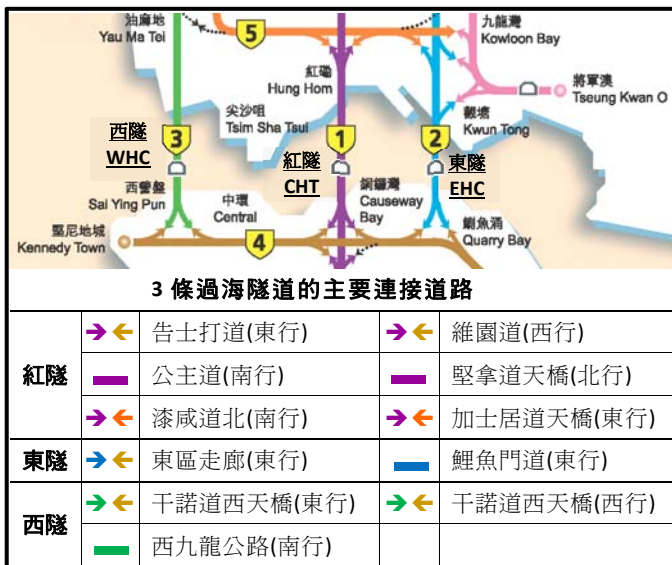 油麻地
Yau Ma Tei
5
九龍灣
Kowloon Bay
紅磡
Hung Hom
將軍澳
Tseung Kwan O
尖沙咀
Tsim Sha Tsui
觀塘
Kwun Tong
西隧
WHC
3
紅隧
CHT
1
2
東隧
EHC
西營盤
Sai Ying Pun
中環
Central
銅鑼灣
Causeway
Bay
堅尼地城
Kennedy Town
4
鰂魚涌
Quarry Bay
3 條過海隧道的主要連接道路
紅隧
告士打道(東行)
維園道(西行)
公主道(南行)
堅拿道天橋(北行)
漆咸道北(南行)
加士居道天橋(東行)
東隧
東區走廊(東行)
鯉魚門道(東行)
西隧
干諾道西天橋(東行)
干諾道西天橋(西行)
西九龍公路(南行)